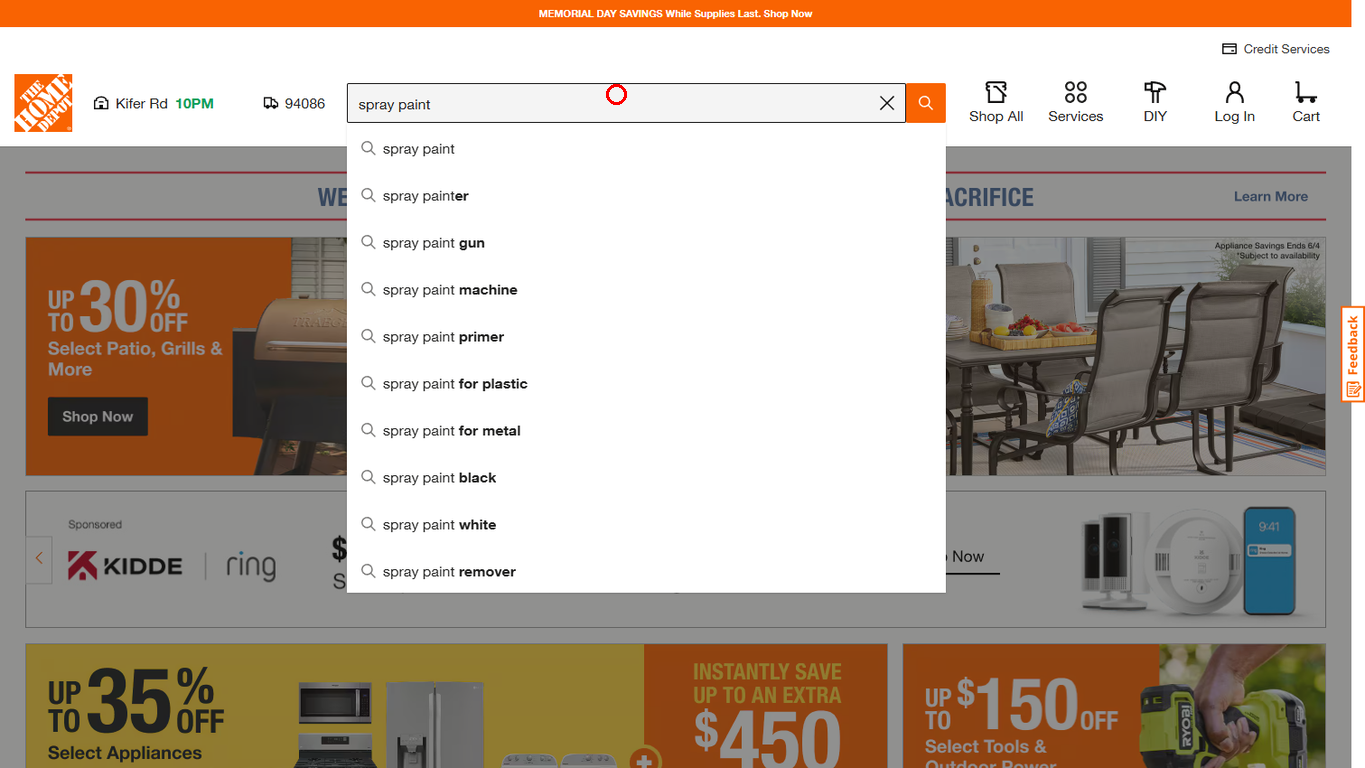 MEMORIAL DAY SAVINGS While Supplies Last. Shop Now
Credit Services
THE HOME DEPOT
Kifer Rd 10PM
94086
spray paint
Shop All
Services
DIY
Log In
Cart
spray paint
spray painter
spray paint gun
spray paint machine
spray paint primer
spray paint for plastic
spray paint for metal
spray paint black
spray paint white
spray paint remover
WE
ACRIFICE
Learn More
UP TO 30% OFF
Select Patio, Grills &
More
Shop Now
Appliance Savings Ends 6/4
*Subject to availability
Feedback
Sponsored
KIDDE
ring
$
S
Now
9:41
UP TO 35% OFF
Select Appliances
INSTANTLY SAVE
UP TO AN EXTRA
$450
UP TO $150 OFF
Select Tools &
Outdoor Power
RYOBI